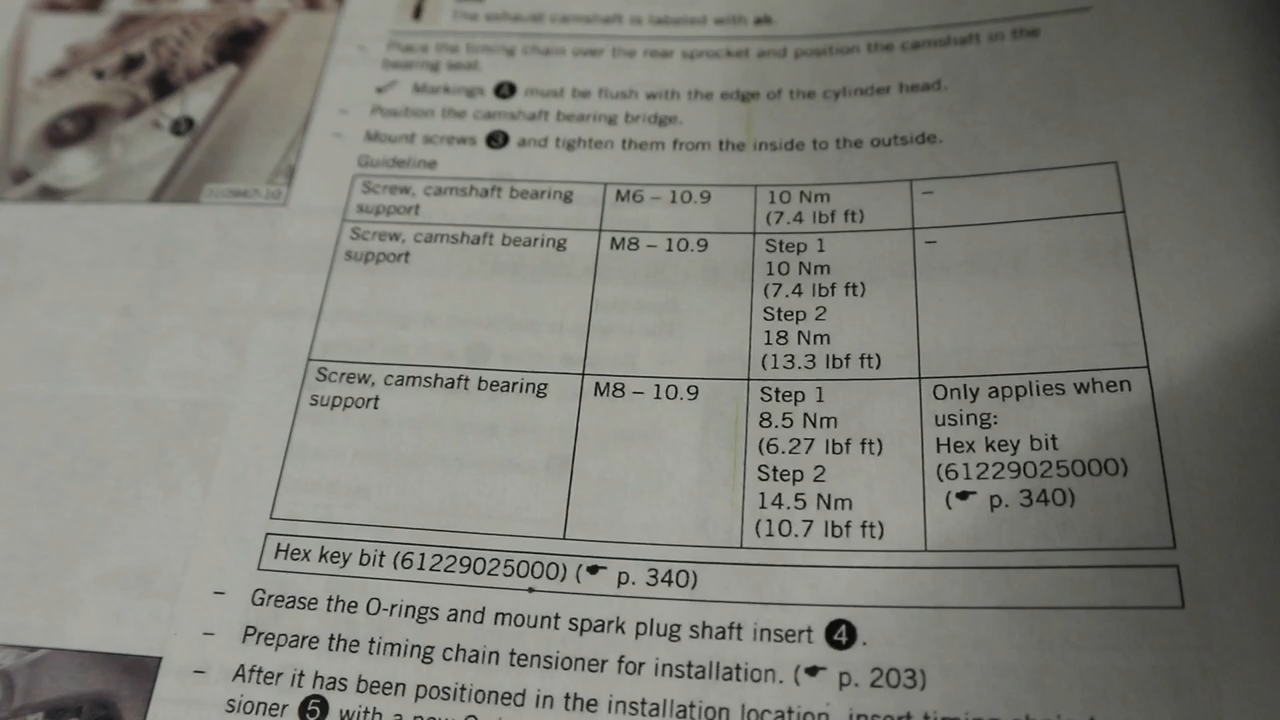 The exhaust camshaft is labeled with ab.
– Place the timing chain over the rear sprocket and position the camshaft in the
bearing seat.
✓ Markings A must be flush with the edge of the cylinder head.
– Position the camshaft bearing bridge.
– Mount screws 3 and tighten them from the inside to the outside.
Guideline
Screw, camshaft bearing
support
M6 – 10.9
10 Nm
(7.4 lbf ft)
–
Screw, camshaft bearing
support
M8 – 10.9
Step 1
10 Nm
(7.4 lbf ft)
Step 2
18 Nm
(13.3 lbf ft)
–
Screw, camshaft bearing
support
M8 – 10.9
Step 1
8.5 Nm
(6.27 lbf ft)
Step 2
14.5 Nm
(10.7 lbf ft)
Only applies when
using:
Hex key bit
(61229025000)
(☛ p. 340)
Hex key bit (61229025000) (☛ p. 340)
– Grease the O-rings and mount spark plug shaft insert 4.
– Prepare the timing chain tensioner for installation. (☛ p. 203)
– After it has been positioned in the installation location, insert timing
sioner 5 with a new